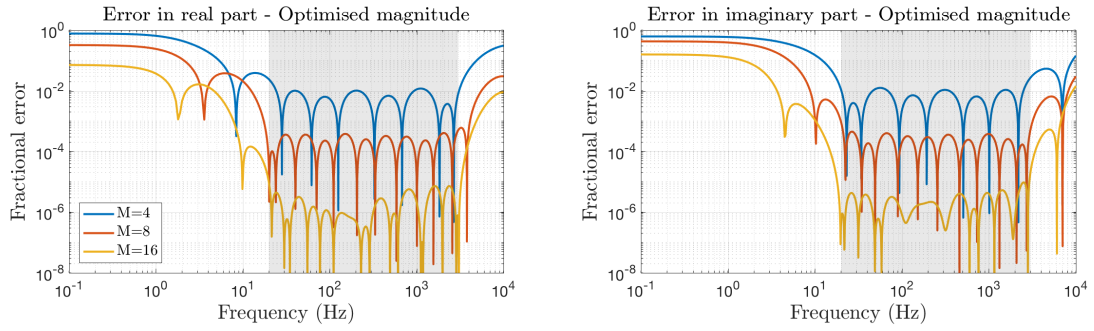 Error in real part - Optimised magnitude
Fractional error
10^0
10^-2
10^-4
10^-6
10^-8
M=4
M=8
M=16
10^-1
10^0
10^1
10^2
10^3
10^4
Frequency (Hz)
Error in imaginary part - Optimised magnitude
Fractional error
10^0
10^-2
10^-4
10^-6
10^-8
10^-1
10^0
10^1
10^2
10^3
10^4
Frequency (Hz)